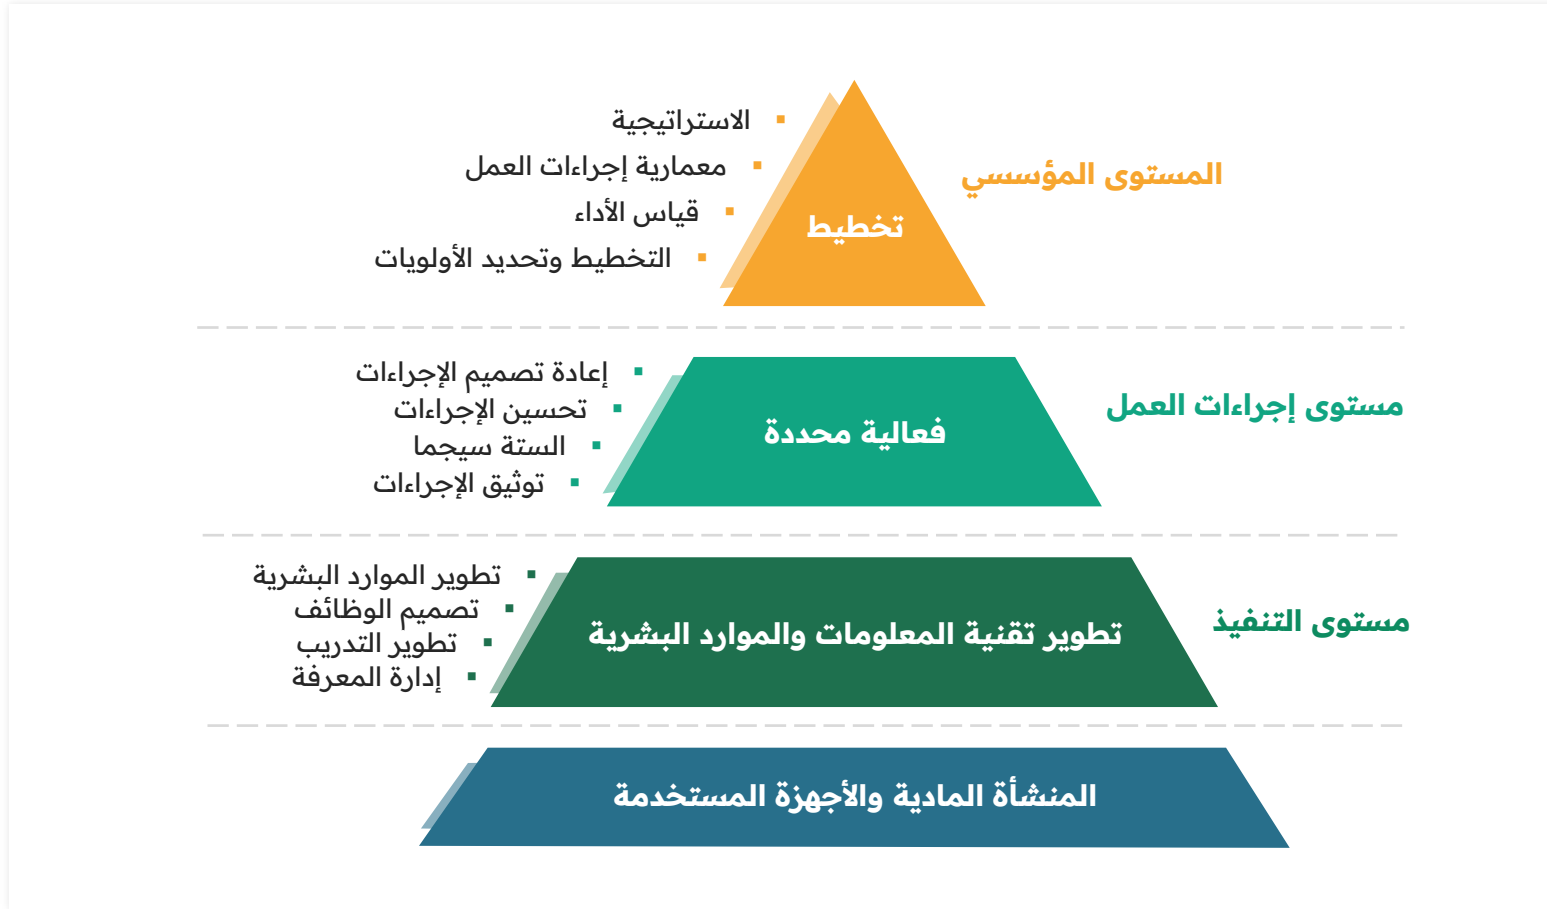 المستوى المؤسسي
تخطيط
الاستراتيجية
معمارية إجراءات العمل
قياس الأداء
التخطيط وتحديد الأولويات
مستوى إجراءات العمل
فعالية محددة
إعادة تصميم الإجراءات
تحسين الإجراءات
الستة سيجما
توثيق الإجراءات
مستوى التنفيذ
تطوير تقنية المعلومات والموارد البشرية
تطوير الموارد البشرية
تصميم الوظائف
تطوير التدريب
إدارة المعرفة
المنشأة المادية والأجهزة المستخدمة